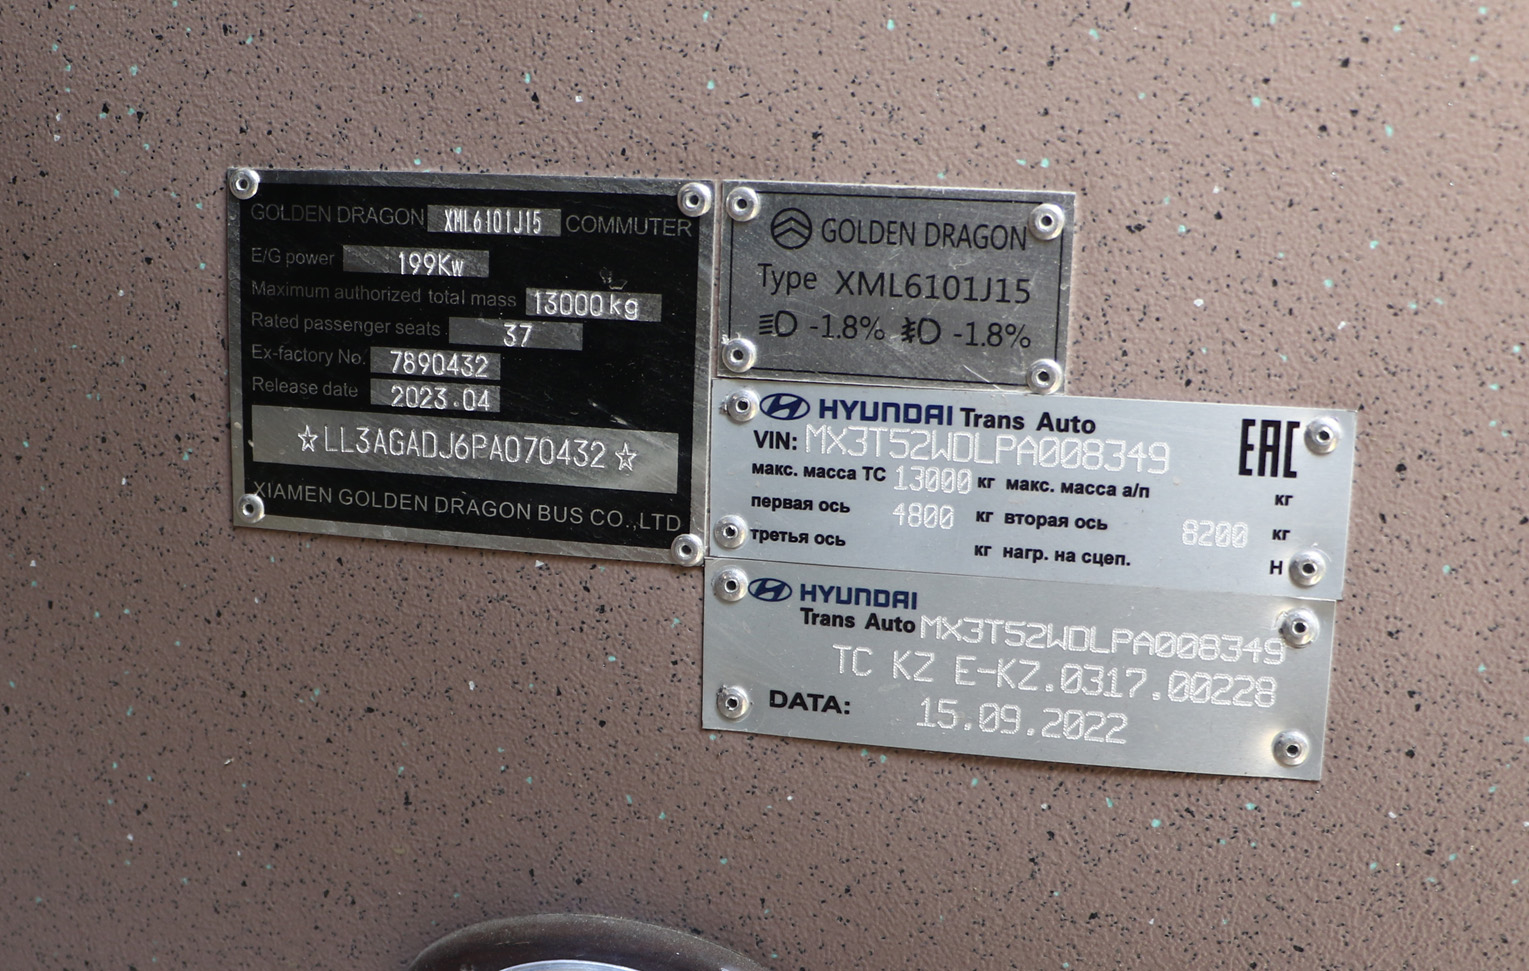 GOLDEN DRAGON XML6101J15 COMMUTER
E/G power 199Kw
Maximum authorized total mass 13000kg
Rated passenger seats 37
Ex-factory No. 7890432
Release date 2023.04
☆LL3AGADJ6PA070432☆
XIAMEN GOLDEN DRAGON BUS CO.,LTD
GOLDEN DRAGON
Type XML6101J15
-1.8% -1.8%
HYUNDAI Trans Auto
EAC
VIN: MX3T52WDLPA008349
макс. масса ТС 13000 кг макс. масса а/п кг
первая ось 4800 кг вторая ось 8200 кг
третья ось кг нагр. на сцеп. Н
HYUNDAI
Trans Auto MX3T52WDLPA008349
TC KZ E-KZ.0317.00228
DATA: 15.09.2022